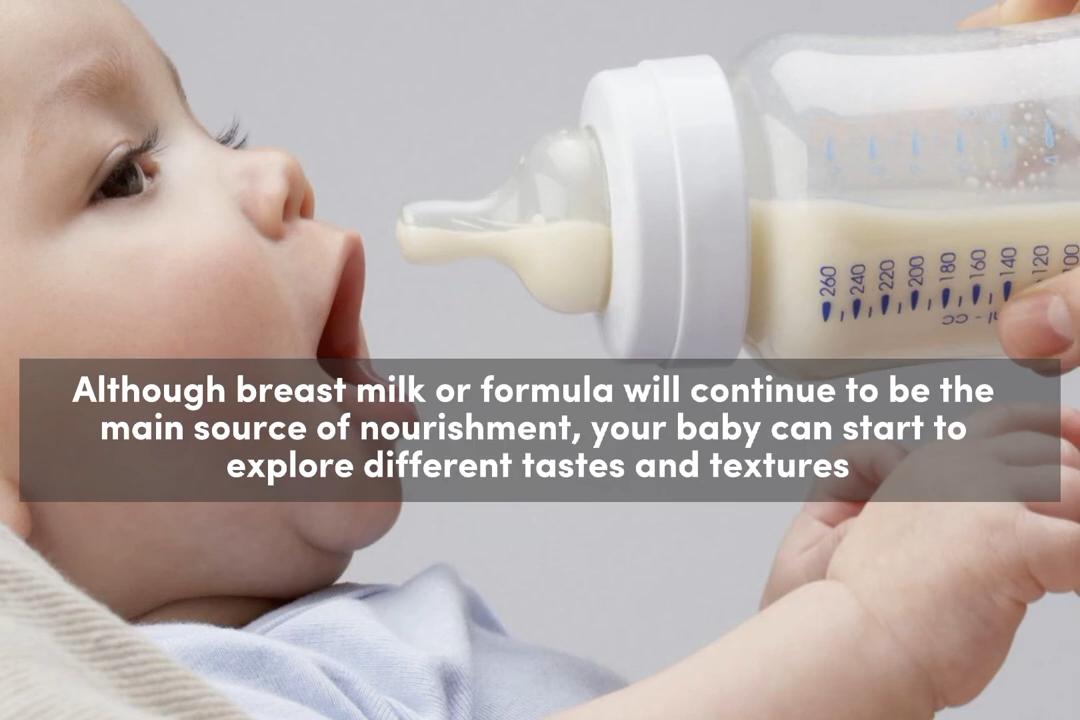 260 240 220 200 180 160 140 120 100
Although breast milk or formula will continue to be the
main source of nourishment, your baby can start to
explore different tastes and textures